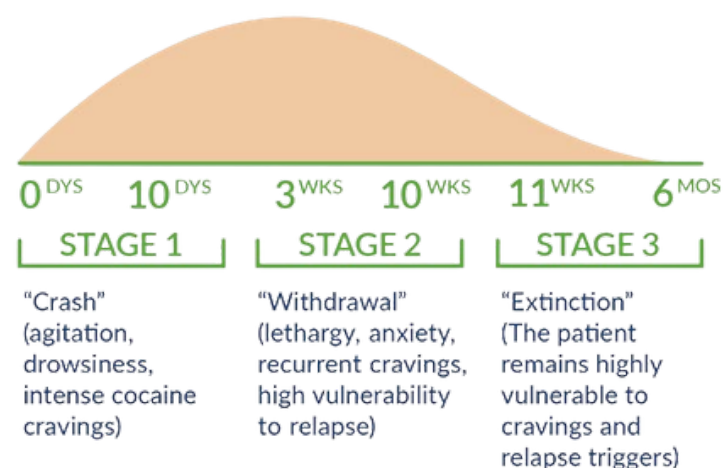 0 DYS 10 DYS 3 WKS 10 WKS 11 WKS 6 MOS
STAGE 1 STAGE 2 STAGE 3
“Crash”
(agitation,
drowsiness,
intense cocaine
cravings)
“Withdrawal”
(lethargy, anxiety,
recurrent cravings,
high vulnerability
to relapse)
“Extinction”
(The patient
remains highly
vulnerable to
cravings and
relapse triggers)